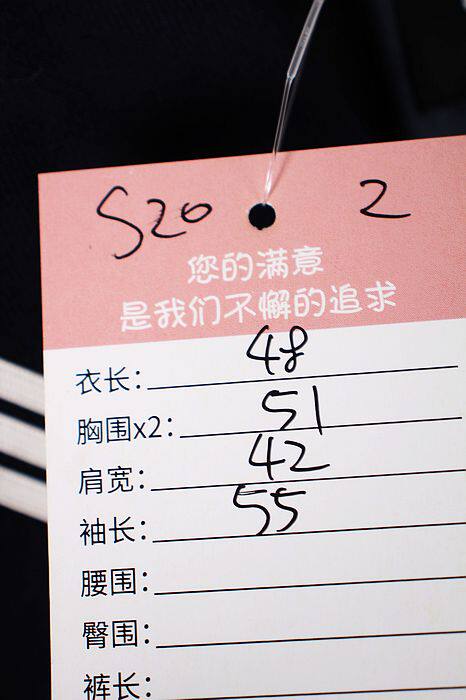 S20 2
您的满意
是我们不懈的追求
衣长：48
胸围x2：51
肩宽：42
袖长：55
腰围：
臀围：
裤长：